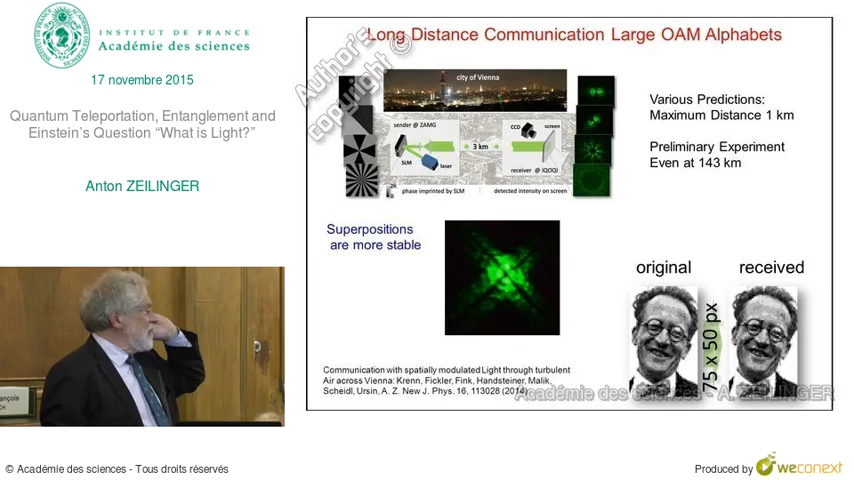 INSTITUT DE FRANCE
Académie des sciences
17 novembre 2015
Quantum Teleportation, Entanglement and
Einstein's Question “What is Light?”
Anton ZEILINGER
Author's
copyright ©
Long Distance Communication Large OAM Alphabets
city of Vienna
sender @ ZAMG
SLM
laser
3 km
CCD
screen
receiver @ IQOQI
phase imprinted by SLM
detected intensity on screen
Various Predictions:
Maximum Distance 1 km
Preliminary Experiment
Even at 143 km
Superpositions
are more stable
original
received
75 x 50 px
Communication with spatially modulated Light through turbulent
Air across Vienna: Krenn, Fickler, Fink, Handsteiner, Malik,
Scheidl, Ursin, A. Z. New J. Phys. 16, 113028 (2014)
Académie des sciences - A. ZEILINGER
© Académie des sciences - Tous droits réservés
Produced by
weconext